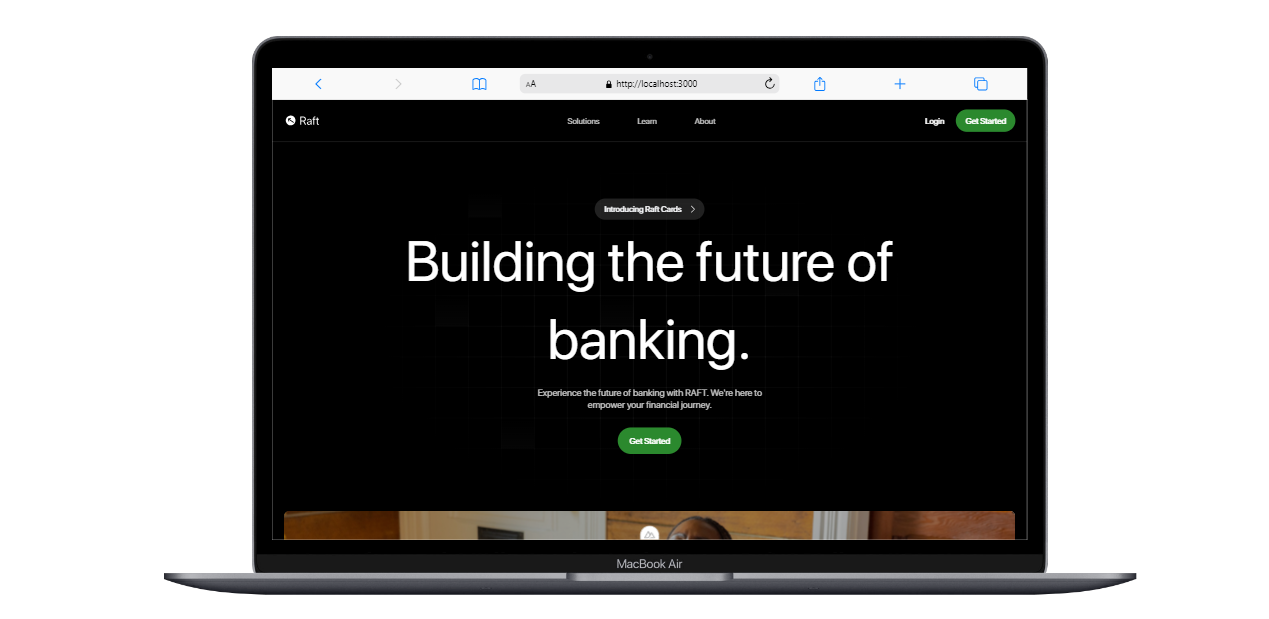 AA
http://localhost:3000
Raft
Solutions
Learn
About
Login
Get Started
Introducing Raft Cards
Building the future of
banking.
Experience the future of banking with RAFT. We're here to
empower your financial journey.
Get Started
MacBook Air